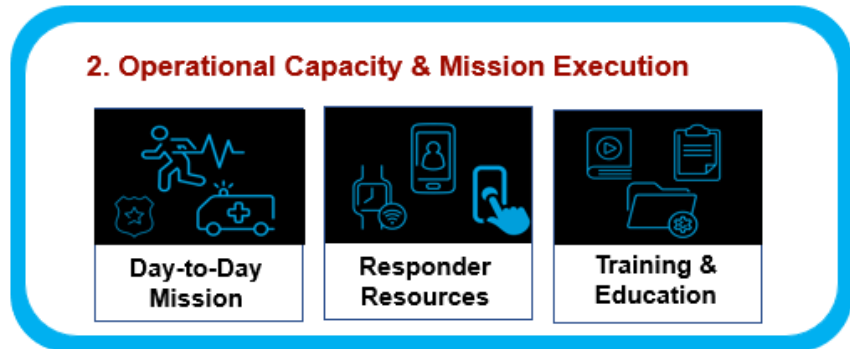 2. Operational Capacity & Mission Execution
Day-to-Day
Mission
Responder
Resources
Training &
Education